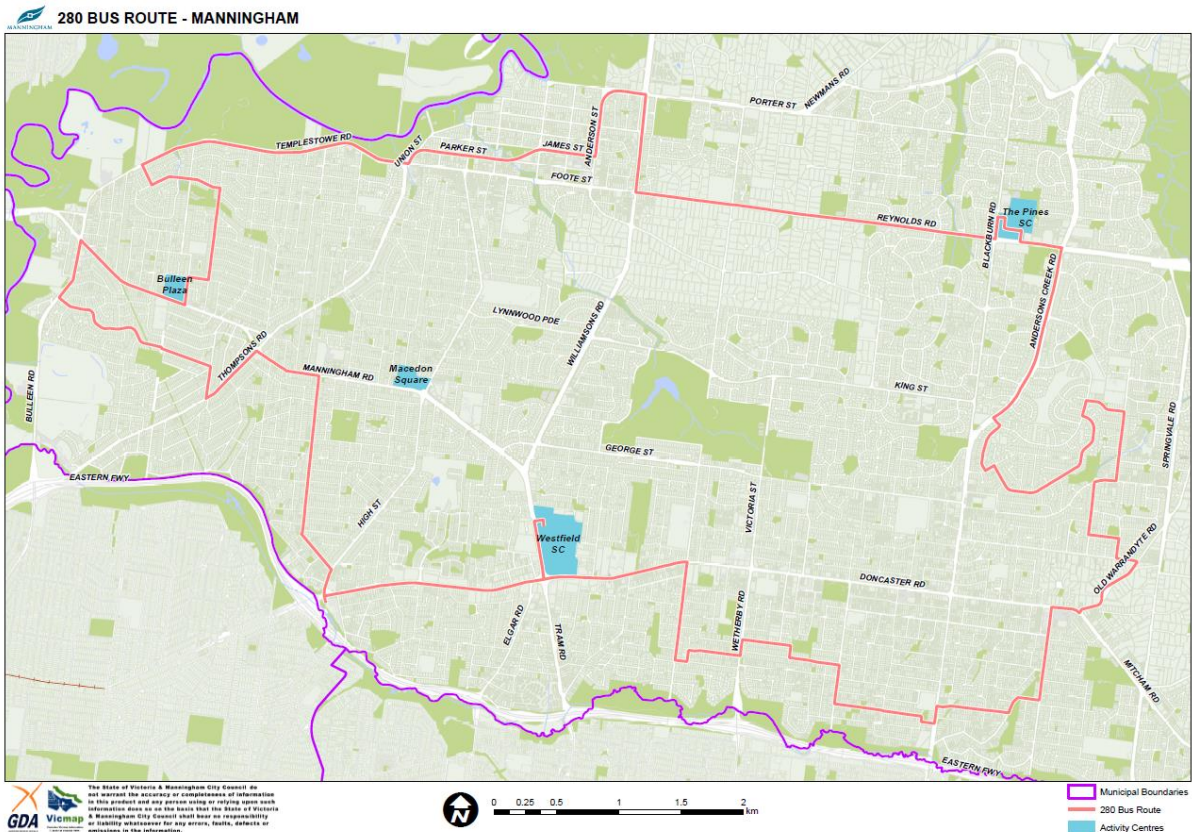 MANNINGHAM
280 BUS ROUTE - MANNINGHAM
NEWMANS RD
PORTER ST
ANDERSON ST
TEMPLESTOWE RD
UNION ST
PARKER ST
JAMES ST
FOOTE ST
The Pines
SC
BLACKBURN RD
REYNOLDS RD
ANDERSONS CREEK RD
Bulleen
Plaza
LYNNWOOD PDE
WILLIAMSONS RD
THOMPSONS RD
MANNINGHAM RD
Macedon
Square
KING ST
BULLEEN RD
SPRINGVALE RD
GEORGE ST
EASTERN FWY
VICTORIA ST
HIGH ST
Westfield
SC
OLD WARRANDYTE RD
DONCASTER RD
ELGAR RD
TRAM RD
WETHERBY RD
MITCHAM RD
EASTERN FWY
GDA
Vicmap
The State of Victoria & Manningham City Council do
not warrant the accuracy or completeness of information
in this product and any person using or relying upon such
information does so on the basis that the State of Victoria
& Manningham City Council shall bear no responsibility
or liability whatsoever for any errors, faults, defects or
omissions in the information.
N
0 0.25 0.5 1 1.5 2
km
Municipal Boundaries
280 Bus Route
Activity Centres